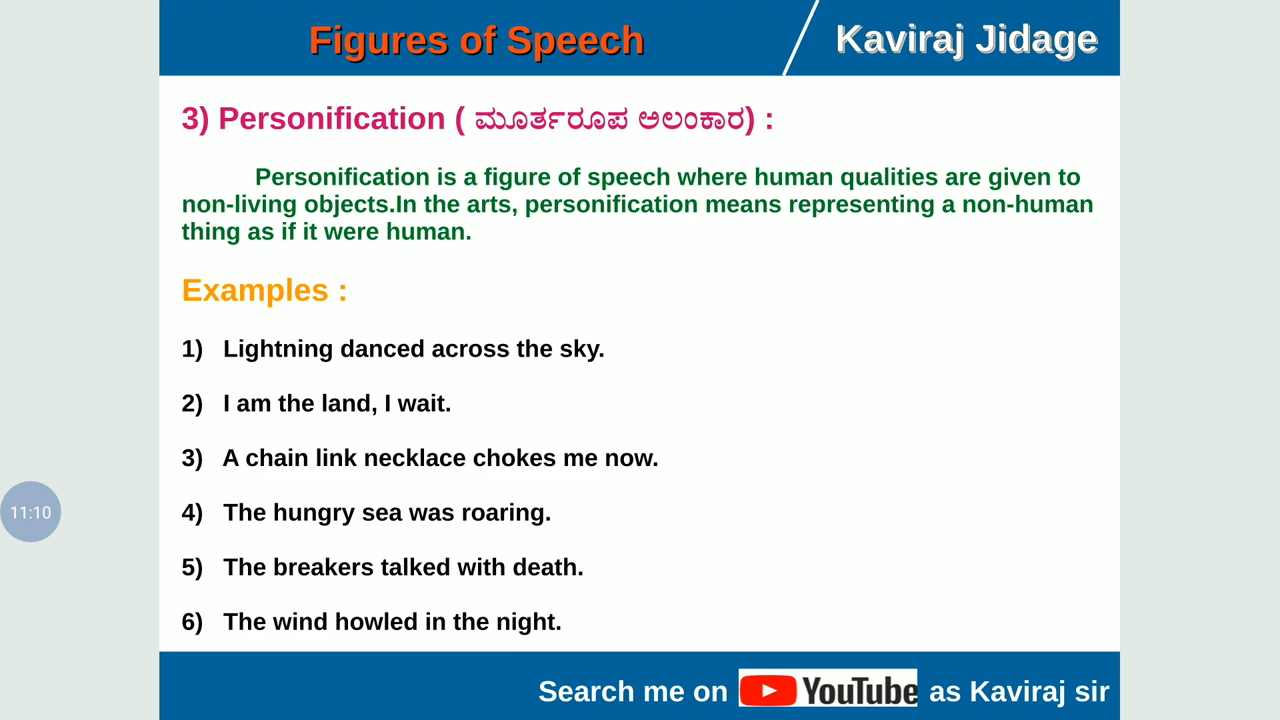 Figures of Speech
Kaviraj Jidage
3) Personification ( ಮೂರ್ತರೂಪ ಅಲಂಕಾರ) :
Personification is a figure of speech where human qualities are given to
non-living objects.In the arts, personification means representing a non-human
thing as if it were human.
Examples :
1) Lightning danced across the sky.
2) I am the land, I wait.
3) A chain link necklace chokes me now.
11:10
4) The hungry sea was roaring.
5) The breakers talked with death.
6) The wind howled in the night.
Search me on YouTube as Kaviraj sir